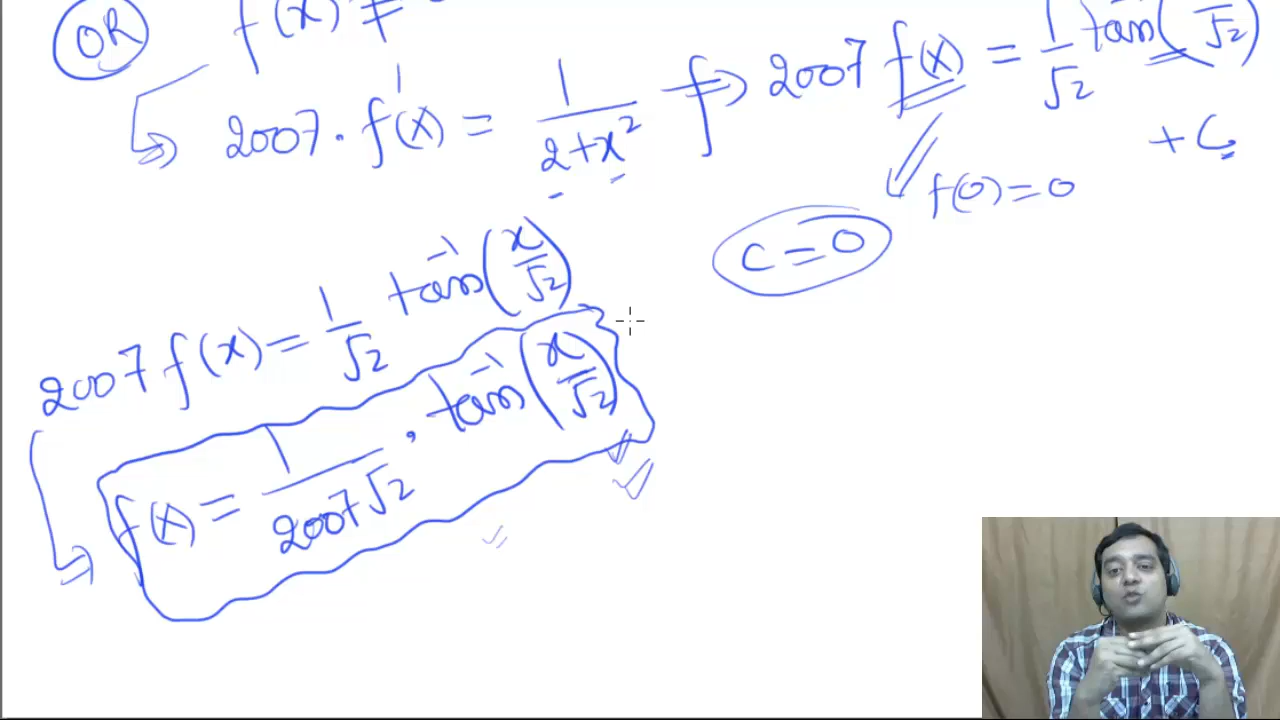 OR
f(x) ≠
→ 2007 · f'(x) = 1/(2+x²)
∫ ⇒ 2007 f(x) = 1/√2 tan⁻¹( /√2)
+ C
f(0) = 0
C = 0
2007 f(x) = 1/√2 tan⁻¹(x/√2)
⇒ f(x) = 1/(2007√2) · tan⁻¹(x/√2)